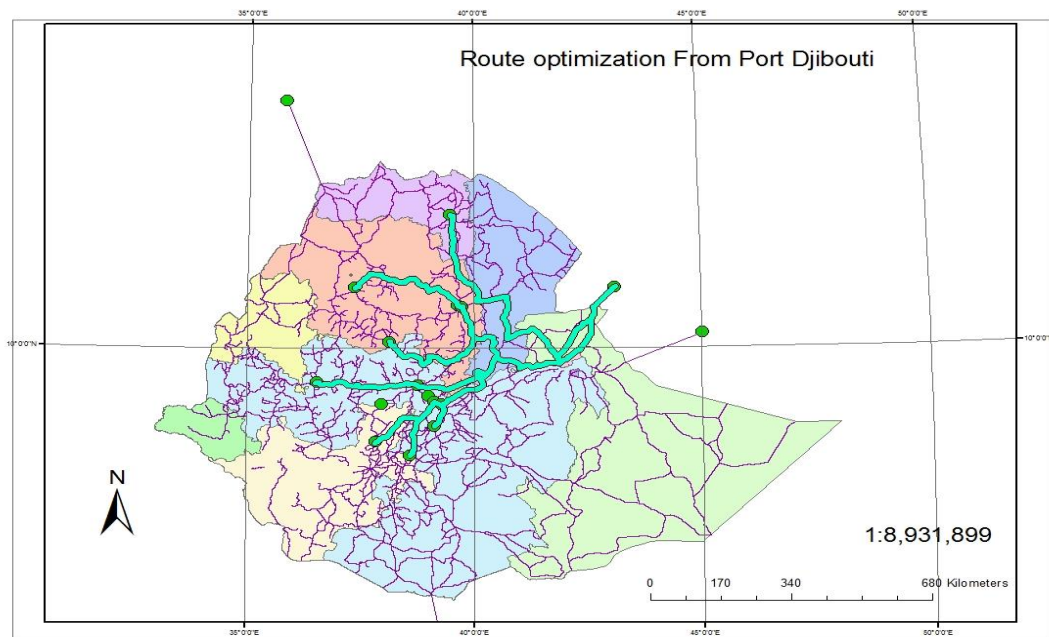 35°0'0"E 40°0'0"E 45°0'0"E 50°0'0"E
Route optimization From Port Djibouti
10°0'0"N 10°0'0"
N
1:8,931,899
0 170 340 680 Kilometers
35°0'0"E 40°0'0"E 45°0'0"E 50°0'0"E